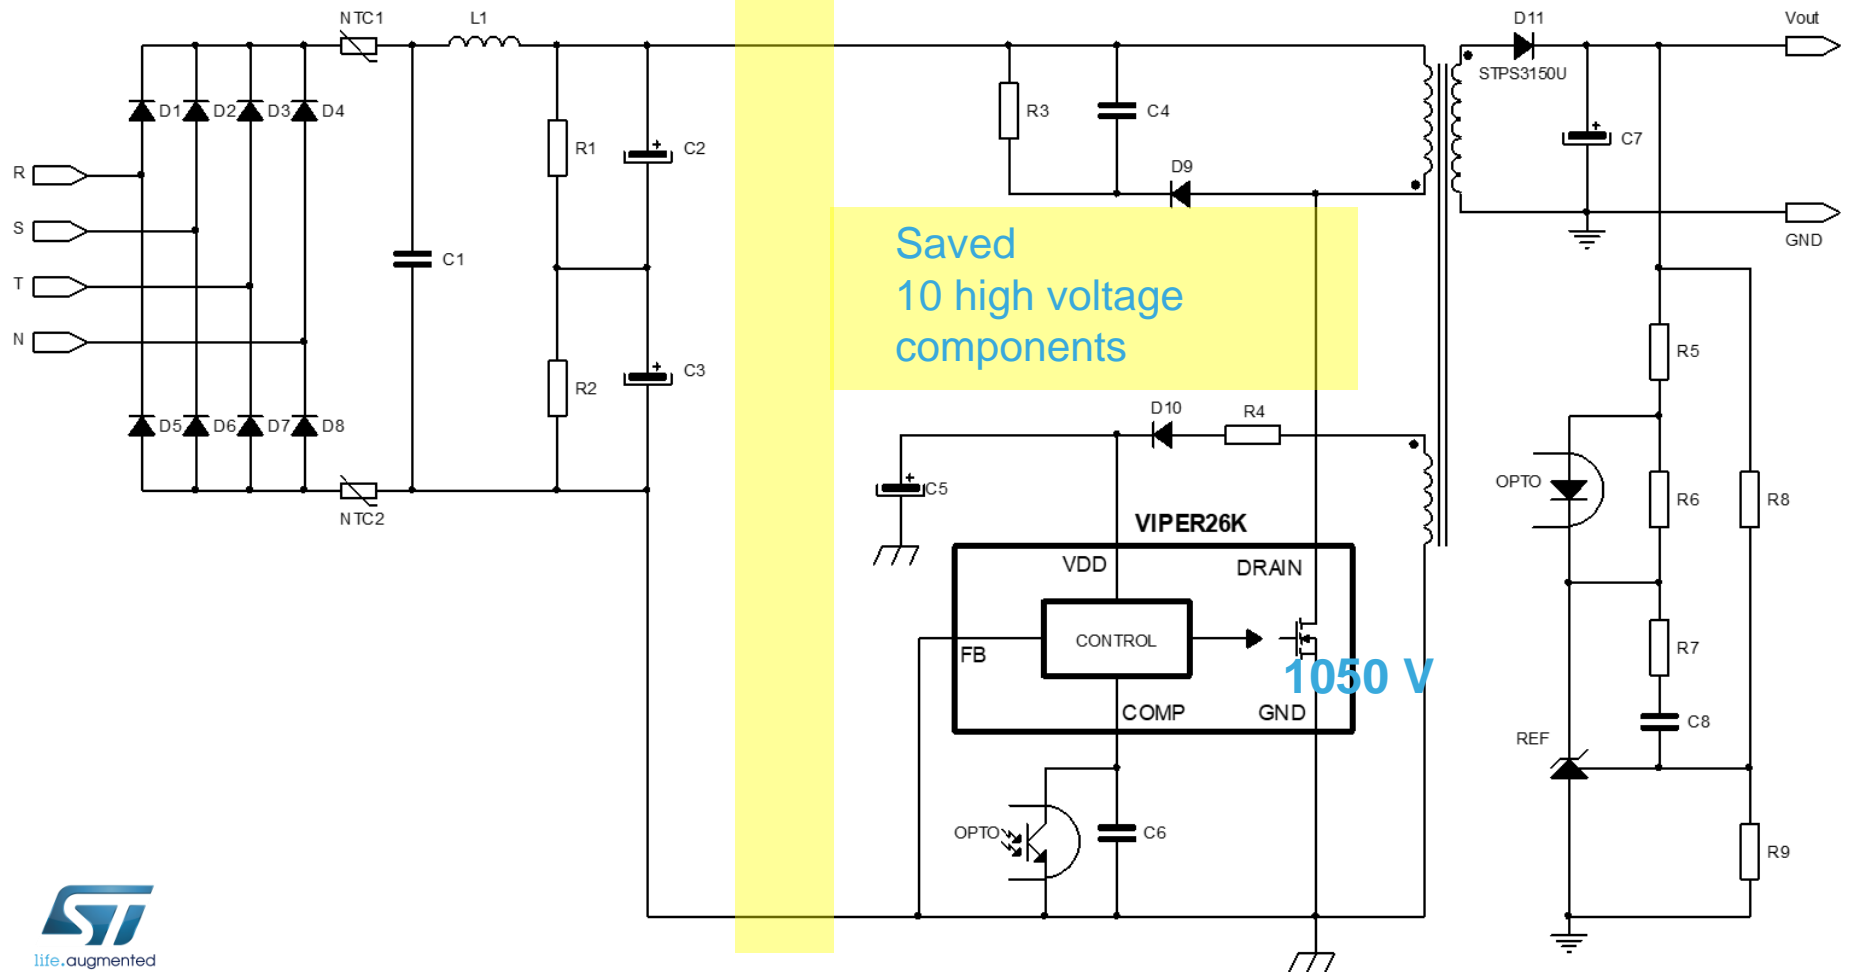 NTC1
L1
D11
Vout
STPS3150U
D1
D2
D3
D4
R3
C4
C7
R1
C2
R
D9
S
Saved
10 high voltage
components
GND
C1
T
N
R5
R2
C3
D10
R4
D5
D6
D7
D8
OPTO
C5
R6
R8
NTC2
VIPER26K
VDD
DRAIN
CONTROL
FB
1050 V
R7
COMP
GND
C8
REF
OPTO
C6
R9
ST
life.augmented